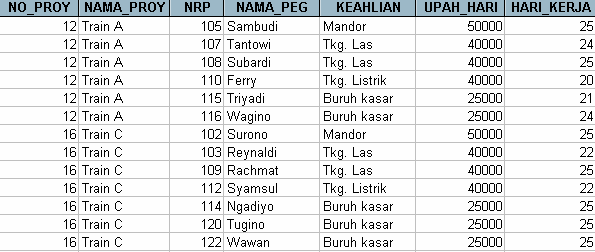 NO_PROY NAMA_PROY NRP NAMA_PEG KEAHLIAN UPAH_HARI HARI_KERJA
12 Train A 105 Sambudi Mandor 50000 25
12 Train A 107 Tantowi Tkg. Las 40000 24
12 Train A 108 Subardi Tkg. Las 40000 25
12 Train A 110 Ferry Tkg. Listrik 40000 20
12 Train A 115 Triyadi Buruh kasar 25000 21
12 Train A 116 Wagino Buruh kasar 25000 24
16 Train C 102 Surono Mandor 50000 25
16 Train C 103 Reynaldi Tkg. Las 40000 22
16 Train C 109 Rachmat Tkg. Las 40000 25
16 Train C 112 Syamsul Tkg. Listrik 40000 22
16 Train C 114 Ngadiyo Buruh kasar 25000 25
16 Train C 120 Tugino Buruh kasar 25000 25
16 Train C 122 Wawan Buruh kasar 25000 25